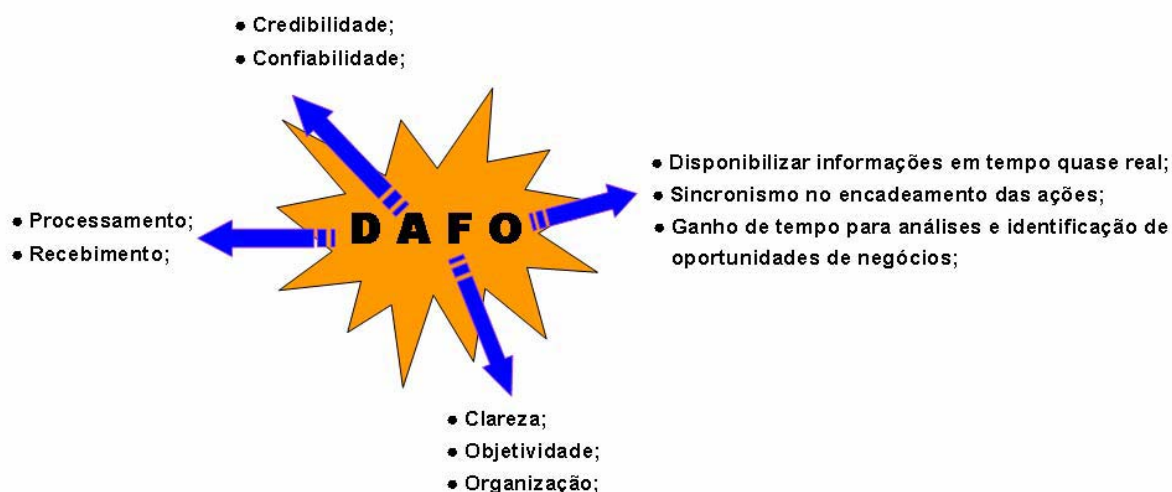 ● Credibilidade;
● Confiabilidade;
● Disponibilizar informações em tempo quase real;
● Sincronismo no encadeamento das ações;
● Ganho de tempo para análises e identificação de
oportunidades de negócios;
● Processamento;
● Recebimento;
DAFO
● Clareza;
● Objetividade;
● Organização;